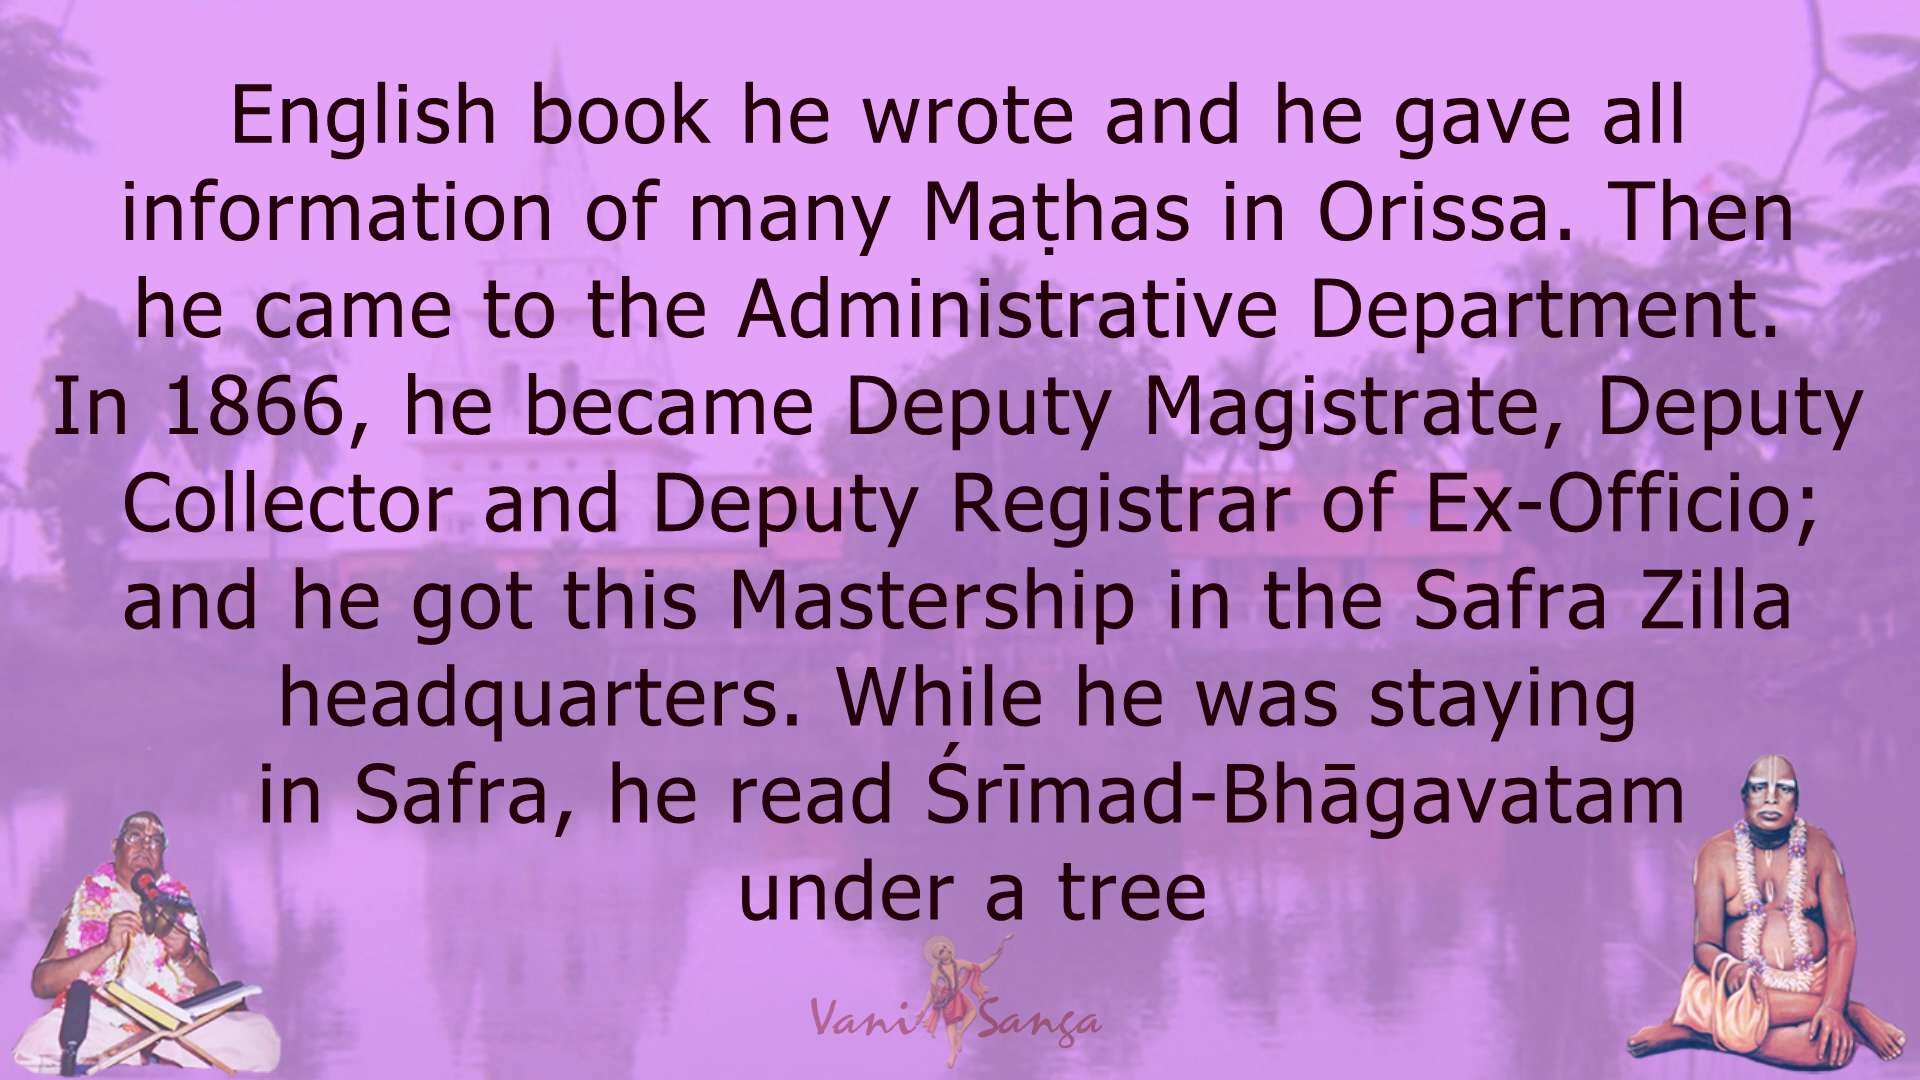 English book he wrote and he gave all
information of many Maṭhas in Orissa. Then
he came to the Administrative Department.
In 1866, he became Deputy Magistrate, Deputy
Collector and Deputy Registrar of Ex-Officio;
and he got this Mastership in the Safra Zilla
headquarters. While he was staying
in Safra, he read Śrīmad-Bhāgavatam
under a tree
Vani Sanga